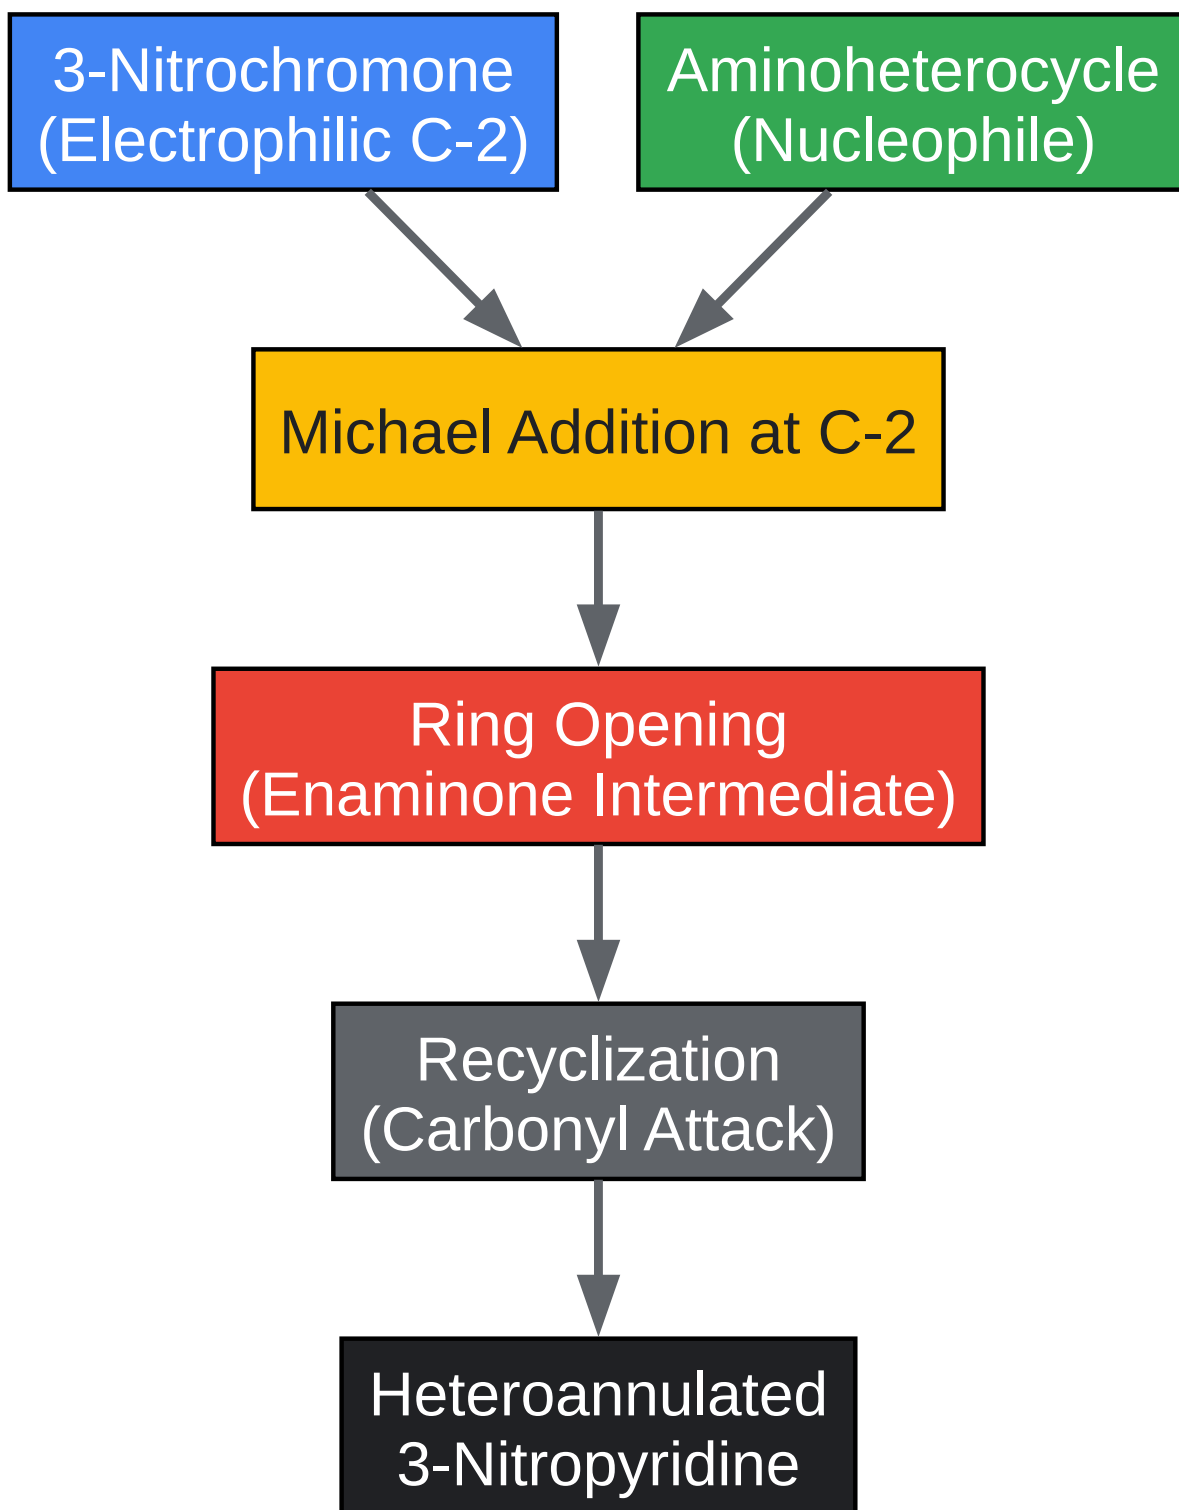 3-Nitrochromone
(Electrophilic C-2)
Aminoheterocycle
(Nucleophile)
Michael Addition at C-2
Ring Opening
(Enaminone Intermediate)
Recyclization
(Carbonyl Attack)
Heteroannulated
3-Nitropyridine